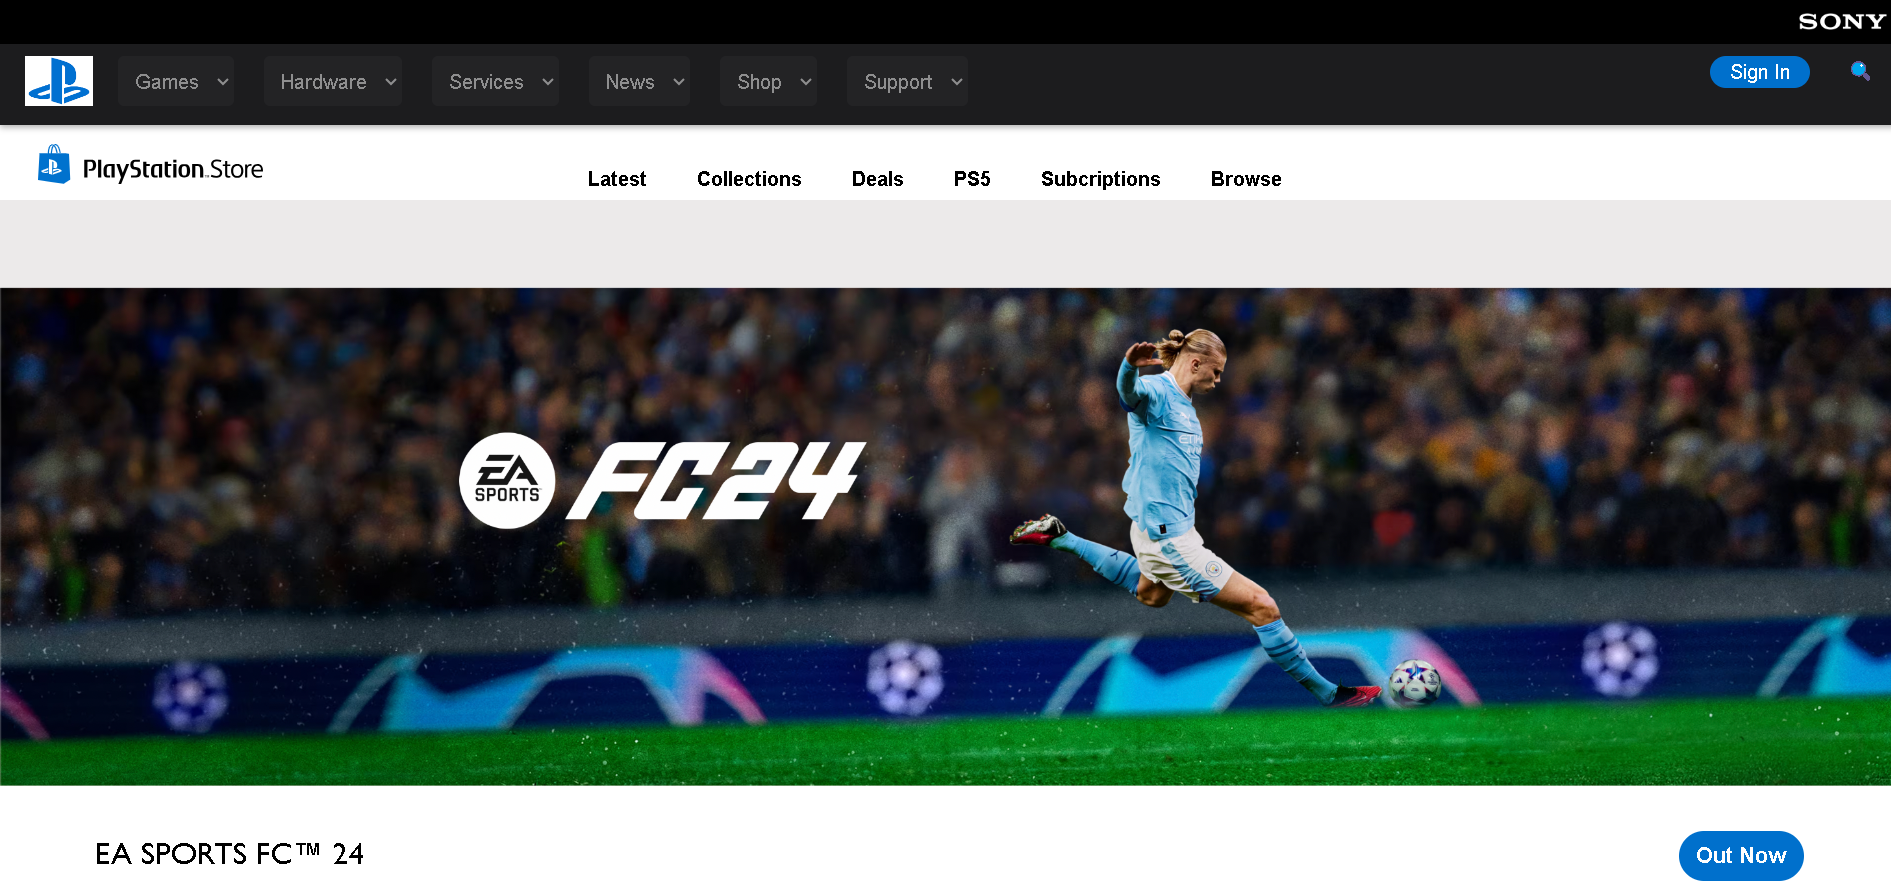 SONY
Games
Hardware
Services
News
Shop
Support
Sign In
PlayStation Store
Latest
Collections
Deals
PS5
Subcriptions
Browse
EA
SPORTS
FC24
EA SPORTS FC™ 24
Out Now